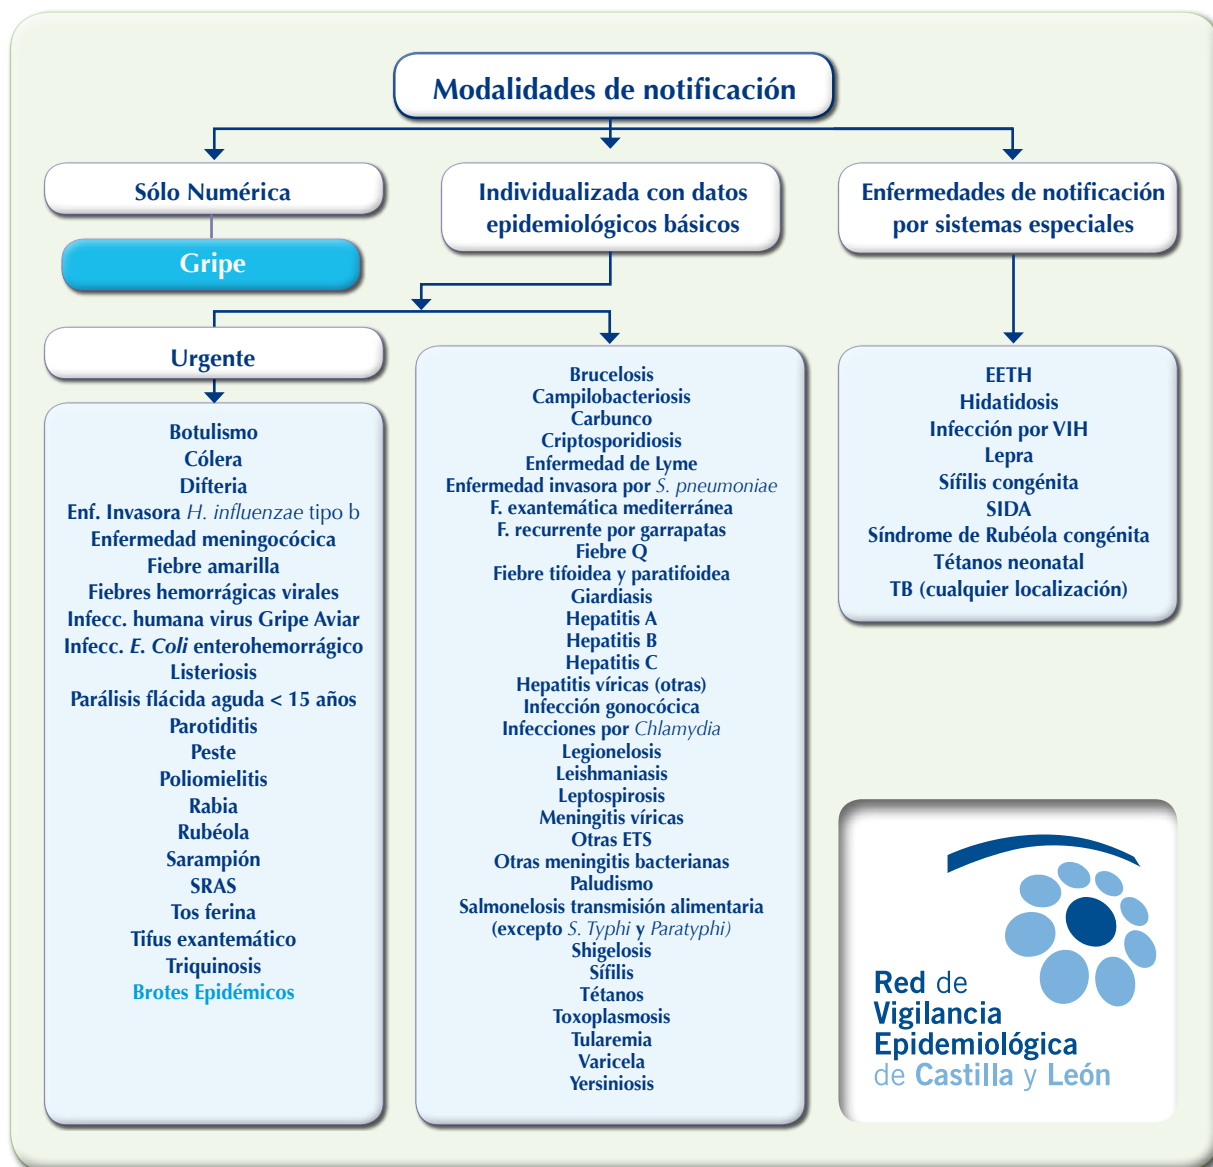 Modalidades de notificación
Sólo Numérica
Gripe
Individualizada con datos
epidemiológicos básicos
Enfermedades de notificación
por sistemas especiales
Urgente
Botulismo
Cólera
Difteria
Enf. Invasora H. influenzae tipo b
Enfermedad meningocócica
Fiebre amarilla
Fiebres hemorrágicas virales
Infecc. humana virus Gripe Aviar
Infecc. E. Coli enterohemorrágico
Listeriosis
Parálisis flácida aguda < 15 años
Parotiditis
Peste
Poliomielitis
Rabia
Rubéola
Sarampión
SRAS
Tos ferina
Tifus exantemático
Triquinosis
Brotes Epidémicos
Brucelosis
Campilobacteriosis
Carbunco
Criptosporidiosis
Enfermedad de Lyme
Enfermedad invasora por S. pneumoniae
F. exantemática mediterránea
F. recurrente por garrapatas
Fiebre Q
Fiebre tifoidea y paratifoidea
Giardiasis
Hepatitis A
Hepatitis B
Hepatitis C
Hepatitis víricas (otras)
Infección gonocócica
Infecciones por Chlamydia
Legionelosis
Leishmaniasis
Leptospirosis
Meningitis víricas
Otras ETS
Otras meningitis bacterianas
Paludismo
Salmonelosis transmisión alimentaria
(excepto S. Typhi y Paratyphi)
Shigelosis
Sífilis
Tétanos
Toxoplasmosis
Tularemia
Varicela
Yersiniosis
EETH
Hidatidosis
Infección por VIH
Lepra
Sífilis congénita
SIDA
Síndrome de Rubéola congénita
Tétanos neonatal
TB (cualquier localización)
Red de
Vigilancia
Epidemiológica
de Castilla y León